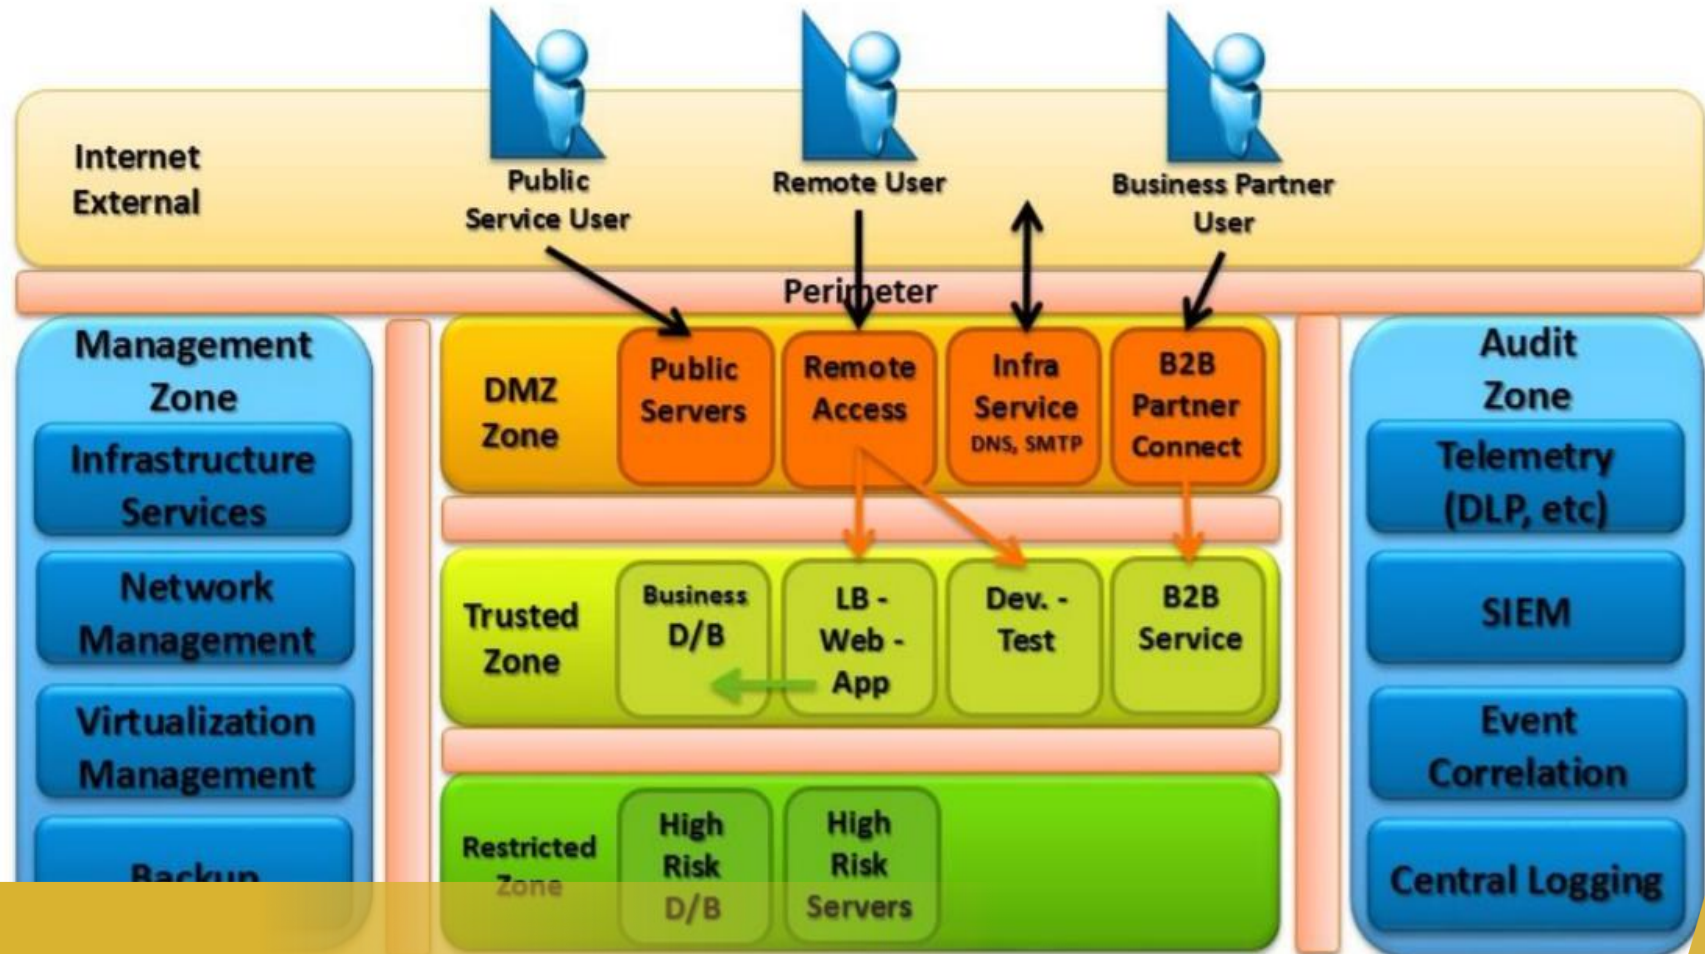 Public
Service User
Remote User
Business Partner
User
Internet
External
Perimeter
Management
Zone
Infrastructure
Services
Network
Management
Virtualization
Management
Backup
DMZ
Zone
Public
Servers
Remote
Access
Infra
Service
DNS, SMTP
B2B
Partner
Connect
Trusted
Zone
Business
D/B
LB -
Web -
App
Dev. -
Test
B2B
Service
Restricted
Zone
High
Risk
D/B
High
Risk
Servers
Audit
Zone
Telemetry
(DLP, etc)
SIEM
Event
Correlation
Central Logging